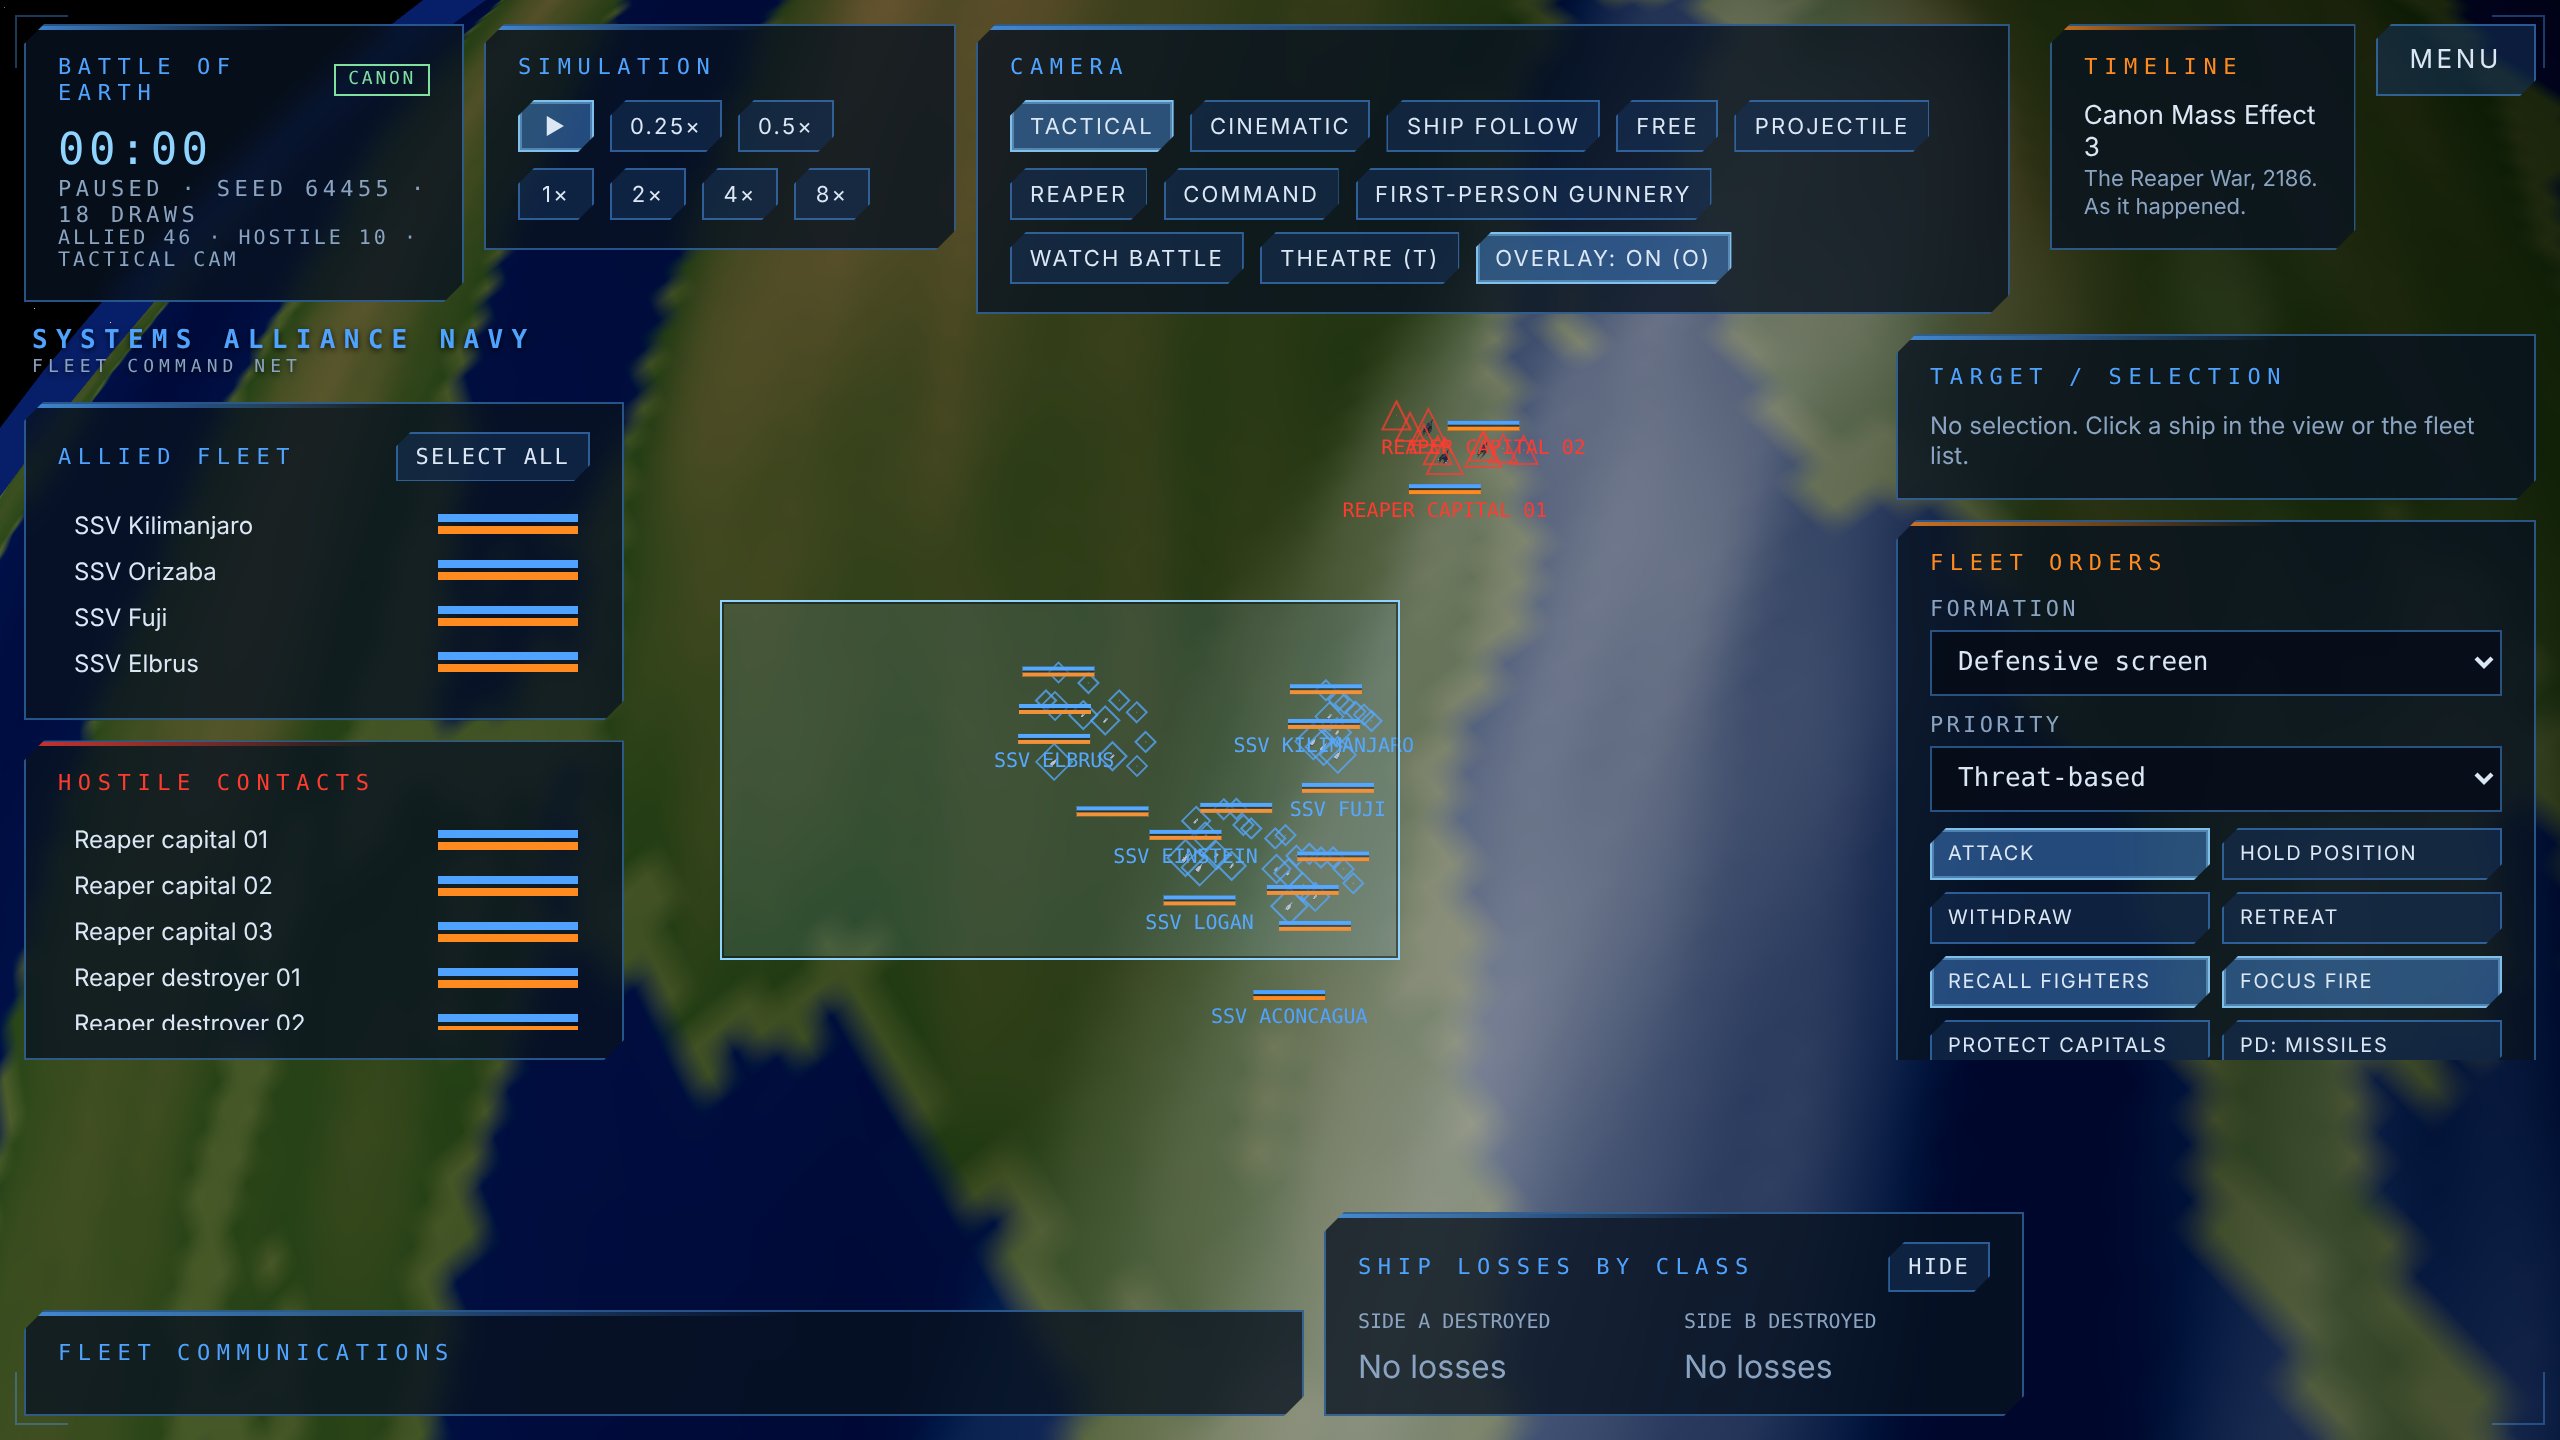 BATTLE OF
EARTH
CANON
00:00
PAUSED · SEED 64455 ·
18 DRAWS
ALLIED 46 · HOSTILE 10 ·
TACTICAL CAM
SIMULATION
0.25× 0.5×
1× 2× 4× 8×
CAMERA
TACTICAL CINEMATIC SHIP FOLLOW FREE PROJECTILE
REAPER COMMAND FIRST-PERSON GUNNERY
WATCH BATTLE THEATRE (T) OVERLAY: ON (O)
TIMELINE
Canon Mass Effect
3
The Reaper War, 2186.
As it happened.
MENU
SYSTEMS ALLIANCE NAVY
FLEET COMMAND NET
ALLIED FLEET
SELECT ALL
SSV Kilimanjaro
SSV Orizaba
SSV Fuji
SSV Elbrus
HOSTILE CONTACTS
Reaper capital 01
Reaper capital 02
Reaper capital 03
Reaper destroyer 01
Reaper destroyer 02
REAPER CAPITAL 02
REAPER CAPITAL 01
SSV ELBRUS
SSV KILIMANJARO
SSV FUJI
SSV EINSTEIN
SSV LOGAN
SSV ACONCAGUA
TARGET / SELECTION
No selection. Click a ship in the view or the fleet
list.
FLEET ORDERS
FORMATION
Defensive screen
PRIORITY
Threat-based
ATTACK HOLD POSITION
WITHDRAW RETREAT
RECALL FIGHTERS FOCUS FIRE
PROTECT CAPITALS PD: MISSILES
FLEET COMMUNICATIONS
SHIP LOSSES BY CLASS
HIDE
SIDE A DESTROYED SIDE B DESTROYED
No losses No losses